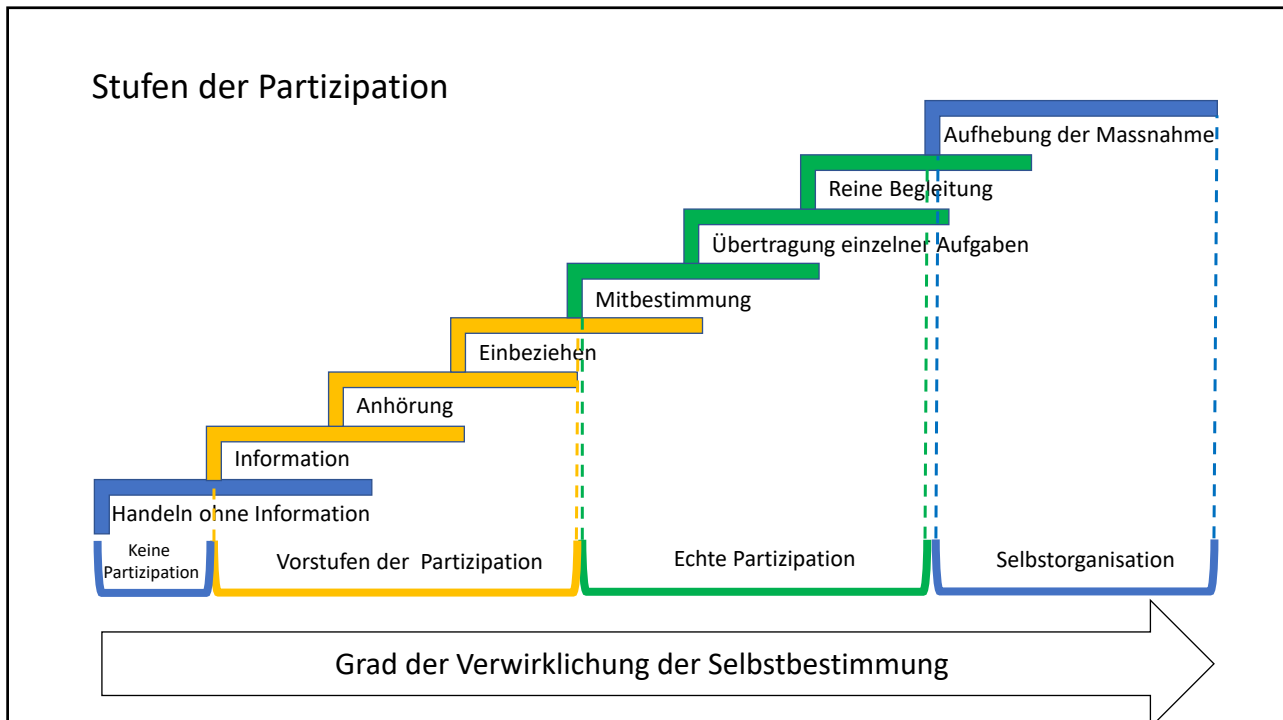 Stufen der Partizipation
Aufhebung der Massnahme
Reine Begleitung
Übertragung einzelner Aufgaben
Mitbestimmung
Einbeziehen
Anhörung
Information
Handeln ohne Information
Keine
Partizipation
Vorstufen der Partizipation
Echte Partizipation
Selbstorganisation
Grad der Verwirklichung der Selbstbestimmung